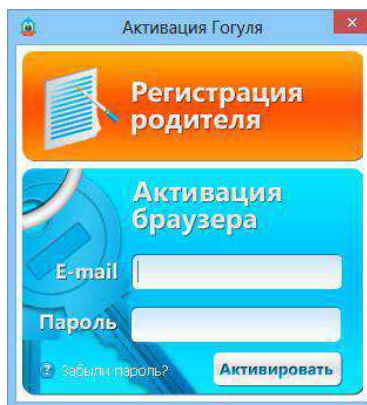 Активация Гогуля
Регистрация
родителя
Активация
браузера
E-mail
Пароль
Забыли пароль?
Активировать